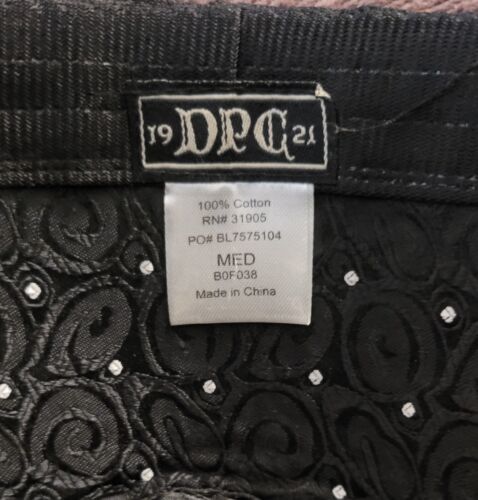 19 DPC 21
100% Cotton
RN# 31905
PO# BL7575104
MED
B0F038
Made in China